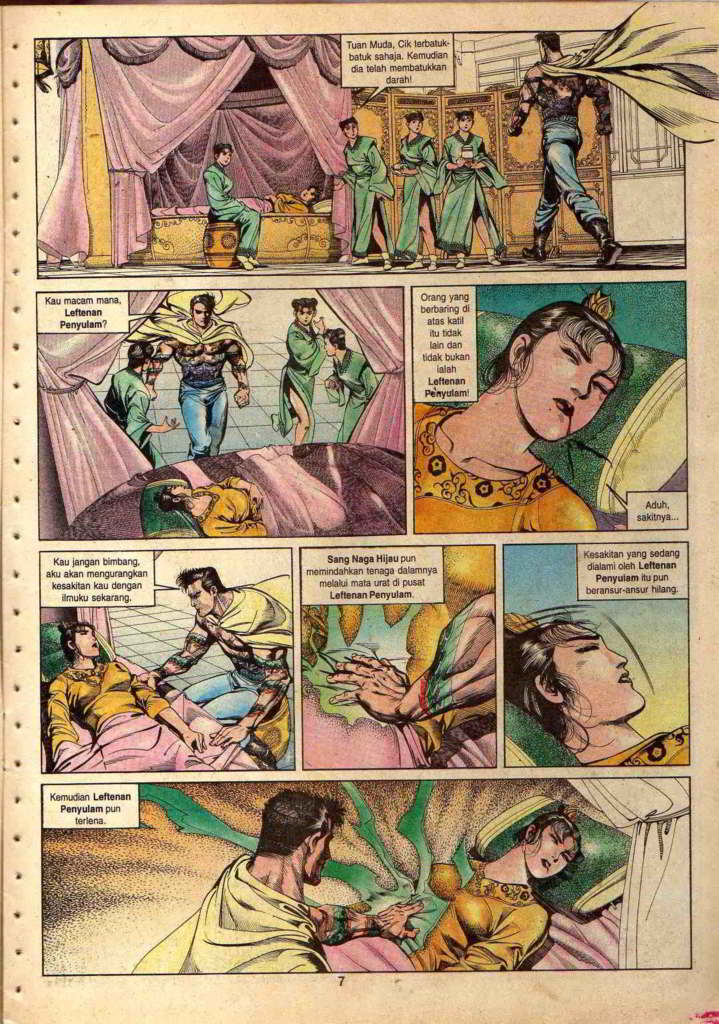 Tuan Muda, Cik terbatuk-
batuk sahaja. Kemudian
dia telah membatukkan
darah!
Kau macam mana,
Leftenan
Penyulam?
Orang yang
berbaring di
atas katil
itu tidak
lain dan
tidak bukan
ialah
Leftenan
Penyulam!
Aduh,
sakitnya...
Kau jangan bimbang,
aku akan mengurangkan
kesakitan kau dengan
ilmuku sekarang.
Sang Naga Hijau pun
memindahkan tenaga dalamnya
melalui mata urat di pusat
Leftenan Penyulam.
Kesakitan yang sedang
dialami oleh Leftenan
Penyulam itu pun
beransur-ansur hilang.
Kemudian Leftenan
Penyulam pun
terlena.
7